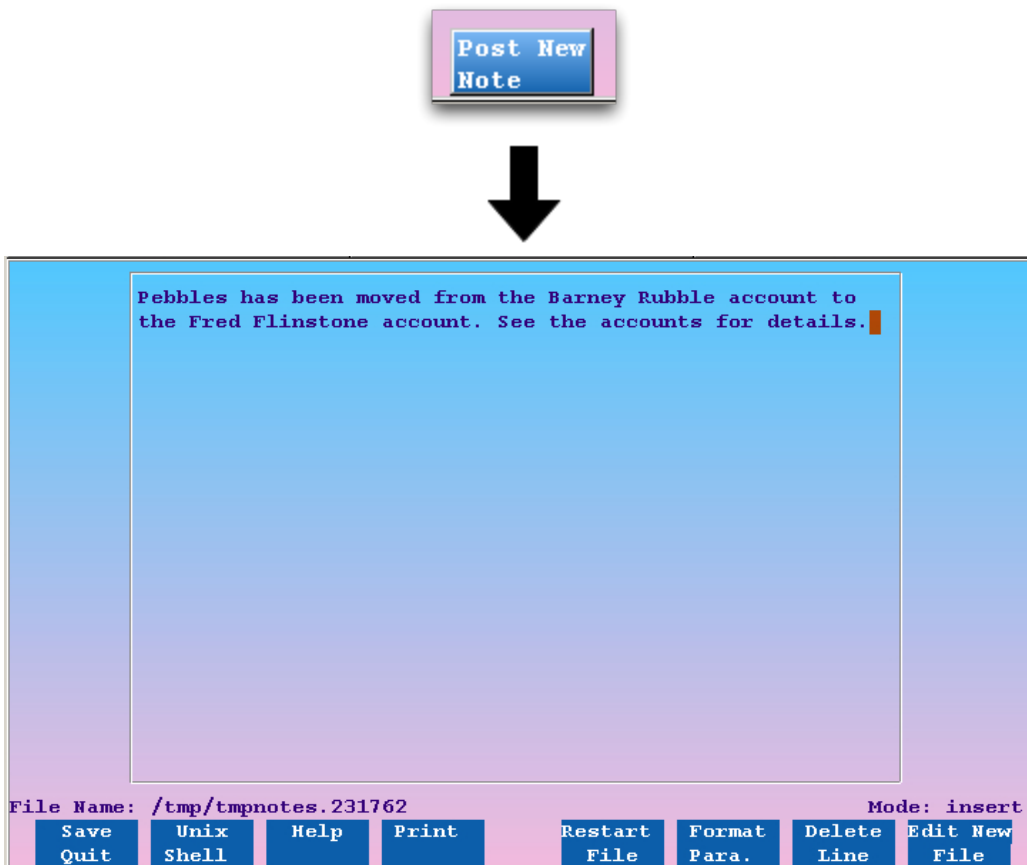 Post New
Note
Pebbles has been moved from the Barney Rubble account to
the Fred Flinstone account. See the accounts for details.
File Name: /tmp/tmpnotes.231762 Mode: insert
Save Unix Help Print Restart Format Delete Edit New
Quit Shell File Para. Line File